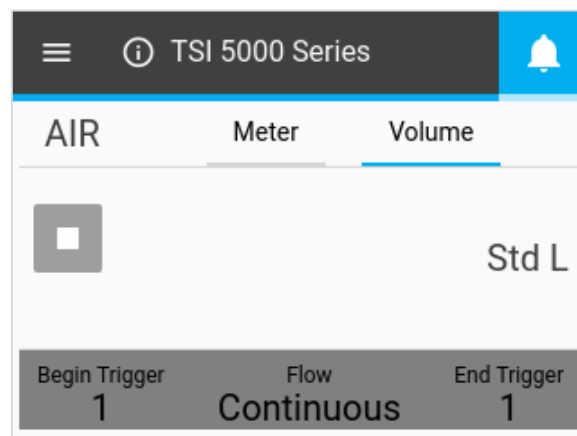 TSI 5000 Series
AIR Meter Volume
Std L
Begin Trigger Flow End Trigger
1 Continuous 1